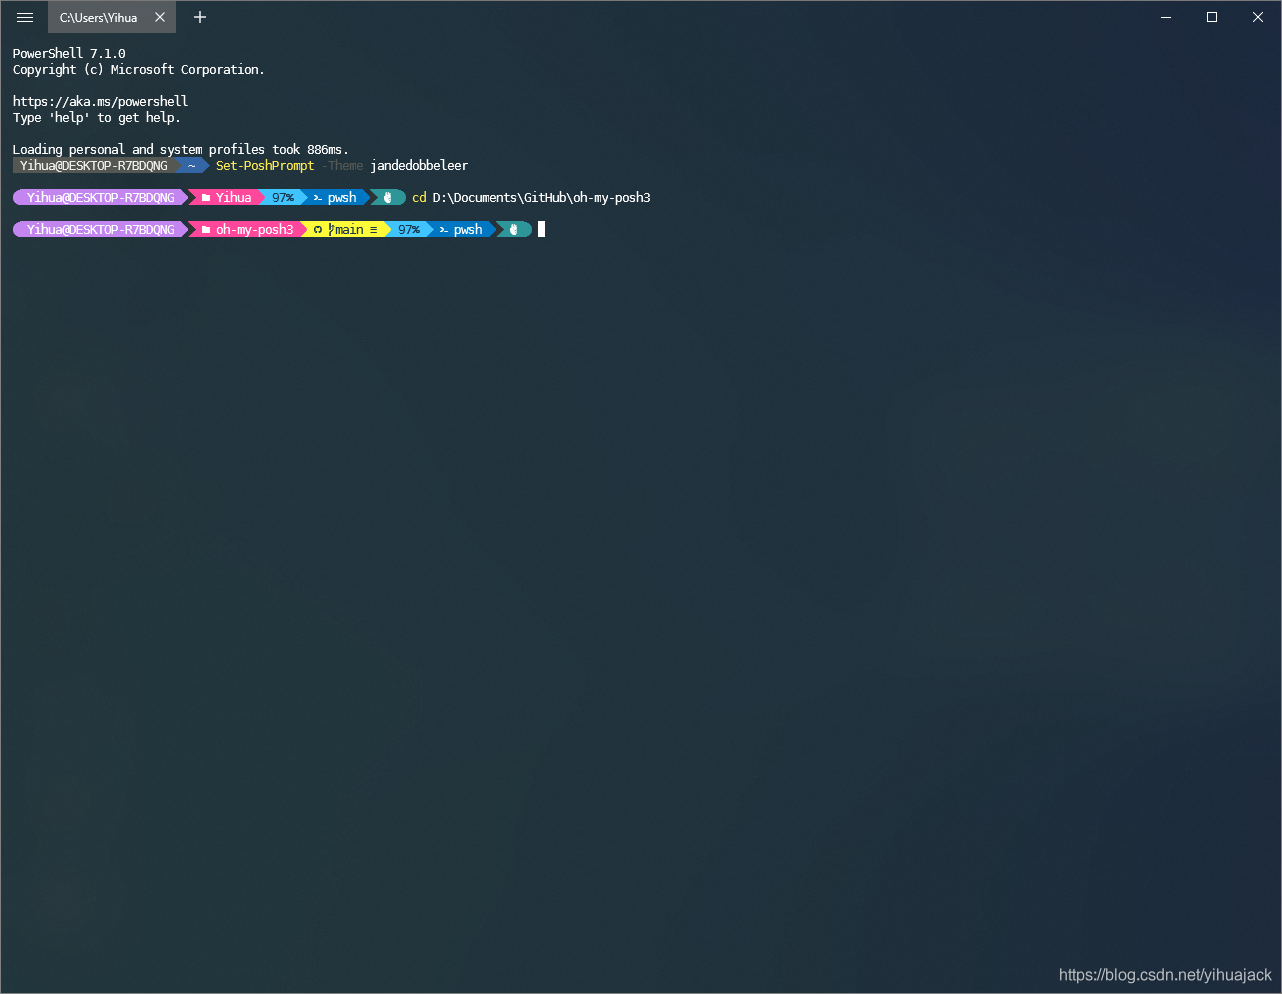 C:\Users\Yihua
PowerShell 7.1.0
Copyright (c) Microsoft Corporation.
https://aka.ms/powershell
Type 'help' to get help.
Loading personal and system profiles took 886ms.
Yihua@DESKTOP-R7BDQNG ~ Set-PoshPrompt -Theme jandedobbeleer
Yihua@DESKTOP-R7BDQNG Yihua 97% pwsh cd D:\Documents\GitHub\oh-my-posh3
Yihua@DESKTOP-R7BDQNG oh-my-posh3 main ≡ 97% pwsh
https://blog.csdn.net/yihuajack